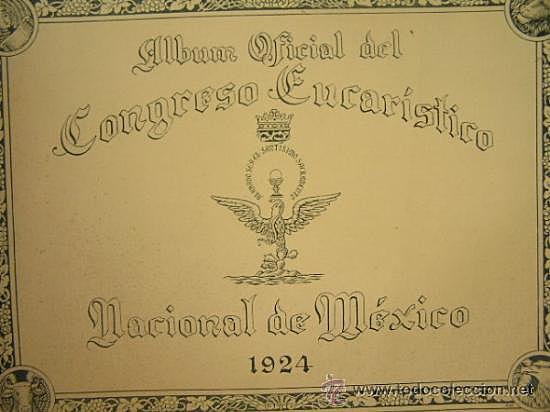 Album Oficial del
Congreso Eucarístico
Nacional de México
1924
www.todocoleccion.net